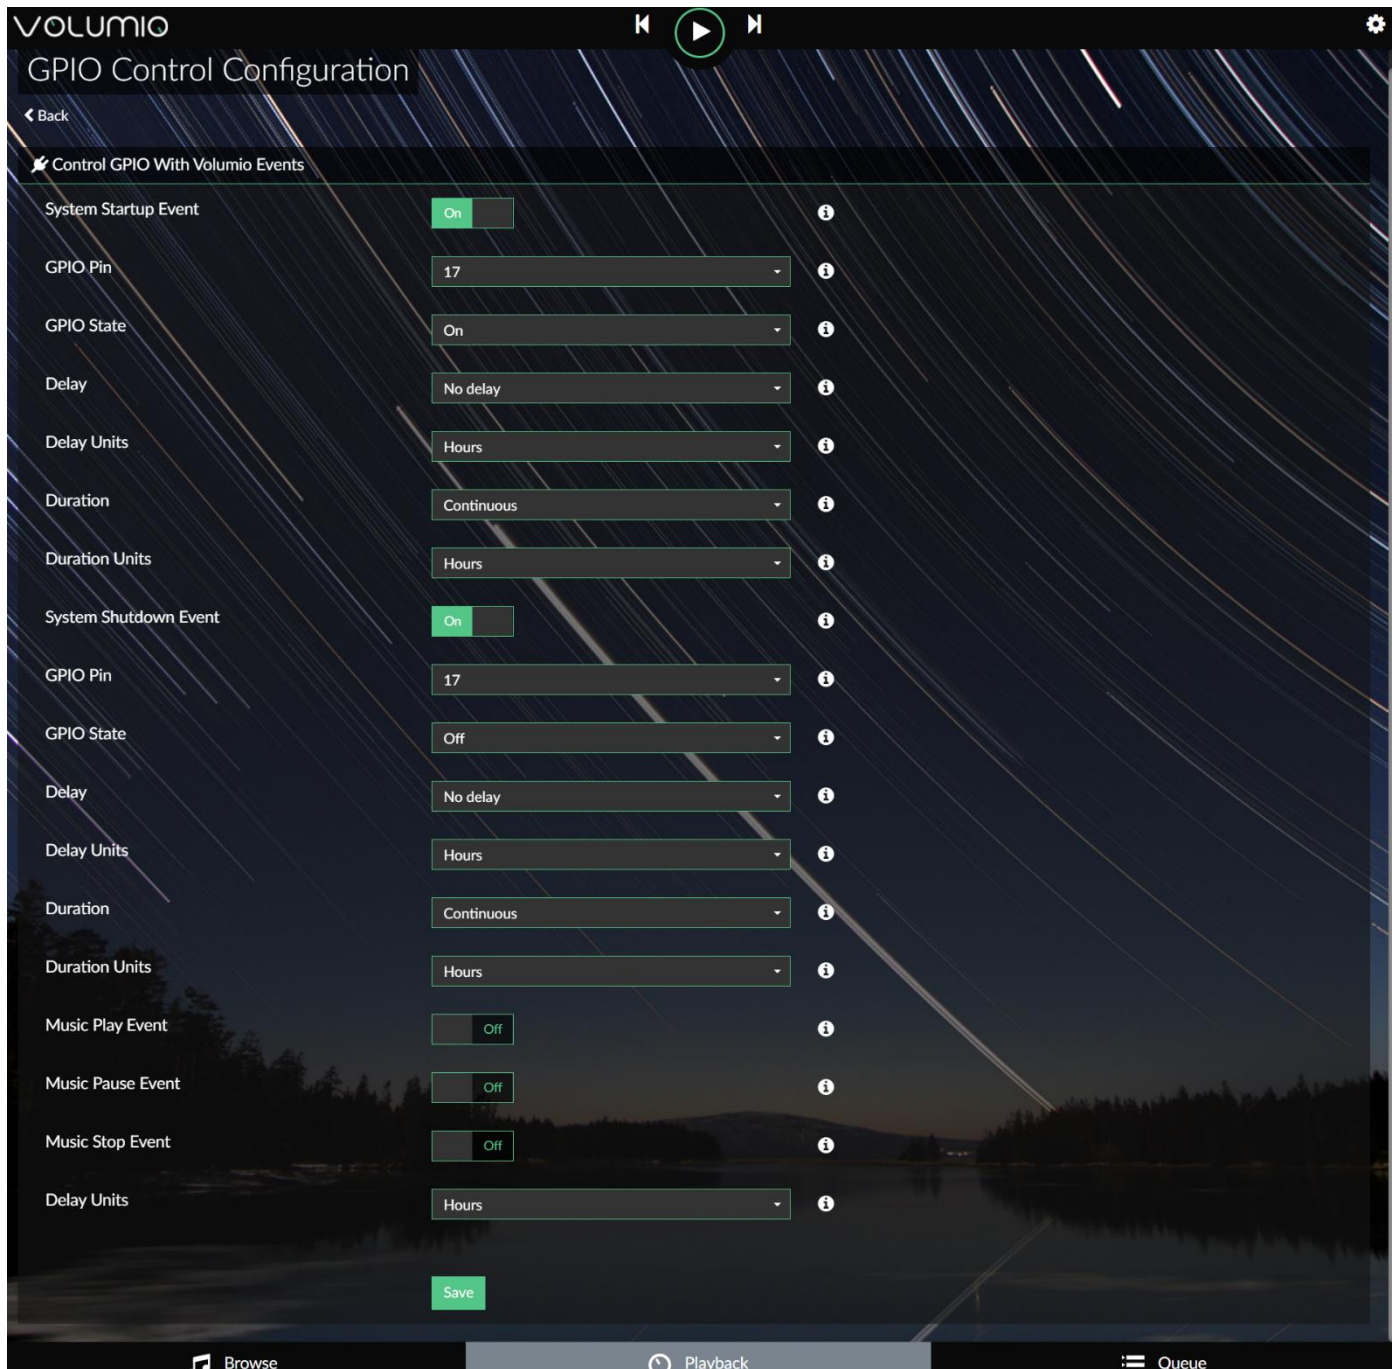 VOLUMIO
GPIO Control Configuration
Back
Control GPIO With Volumio Events
System Startup Event On
GPIO Pin 17
GPIO State On
Delay No delay
Delay Units Hours
Duration Continuous
Duration Units Hours
System Shutdown Event On
GPIO Pin 17
GPIO State Off
Delay No delay
Delay Units Hours
Duration Continuous
Duration Units Hours
Music Play Event Off
Music Pause Event Off
Music Stop Event Off
Delay Units Hours
Save
Browse Playback Queue